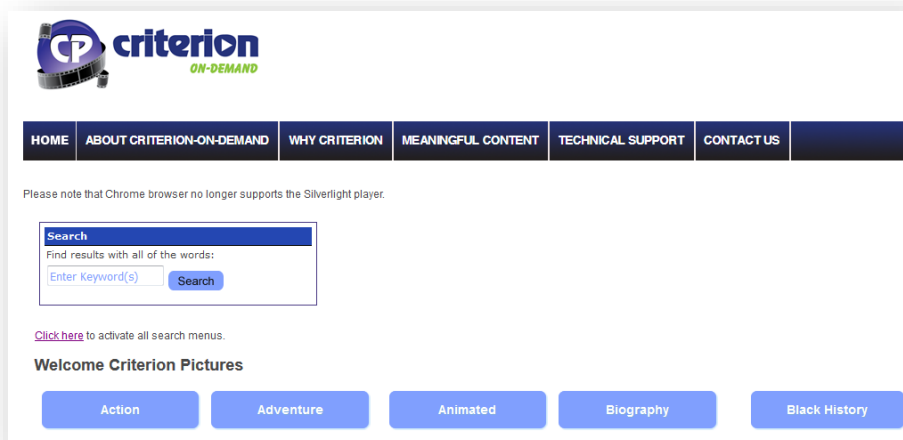 CP criterion
ON-DEMAND
HOME ABOUT CRITERION-ON-DEMAND WHY CRITERION MEANINGFUL CONTENT TECHNICAL SUPPORT CONTACT US
Please note that Chrome browser no longer supports the Silverlight player.
Search
Find results with all of the words:
Enter Keyword(s) Search
Click here to activate all search menus.
Welcome Criterion Pictures
Action Adventure Animated Biography Black History